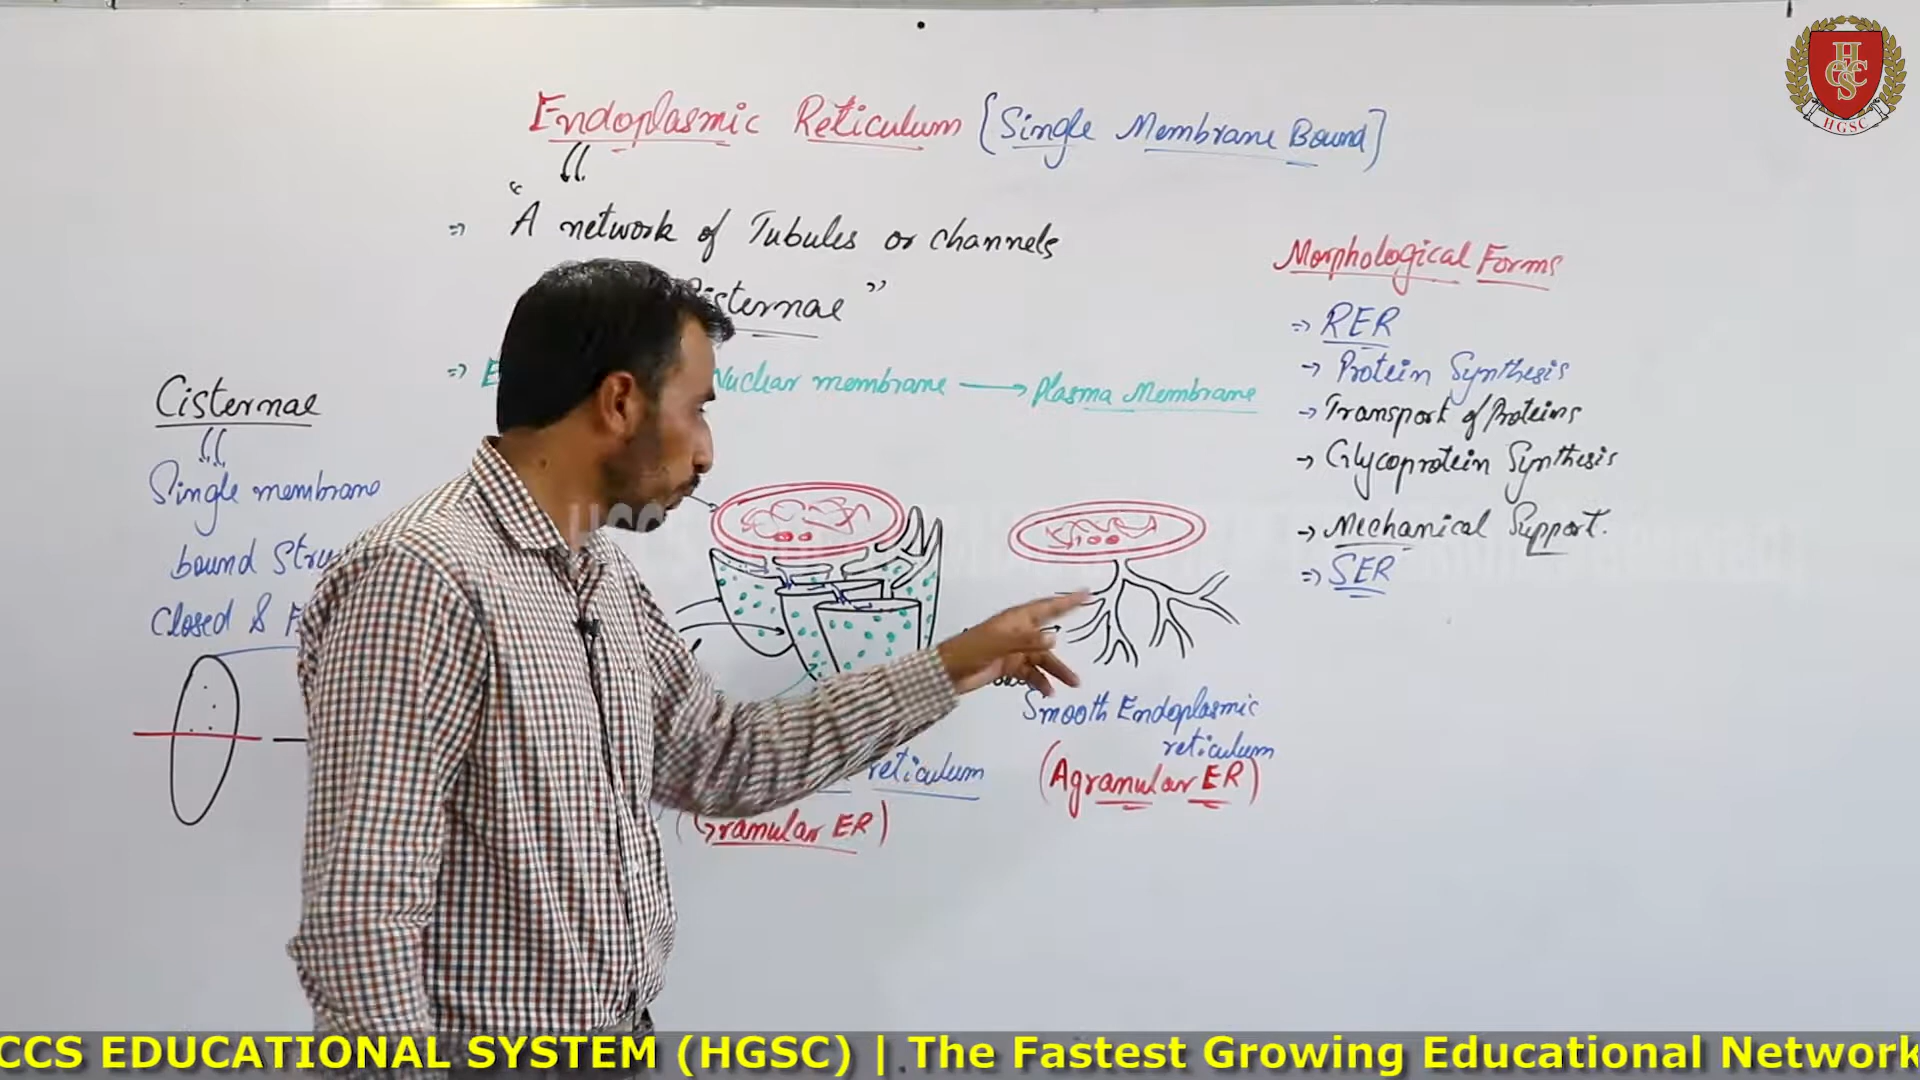 Endoplasmic Reticulum {Single Membrane Bound}
=> "A network of Tubules or channels
Cisternae"
=> Nuclear membrane → Plasma Membrane
Cisternae
Single membrane
bound
Closed &
reticulum
(Granular ER)
Smooth Endoplasmic
reticulum
(Agranular ER)
Morphological Forms
=> RER
→ Protein Synthesis
→ Transport of Proteins
→ Glycoprotein Synthesis
→ Mechanical Support.
=> SER
HGSC
CCS EDUCATIONAL SYSTEM (HGSC) | The Fastest Growing Educational Network